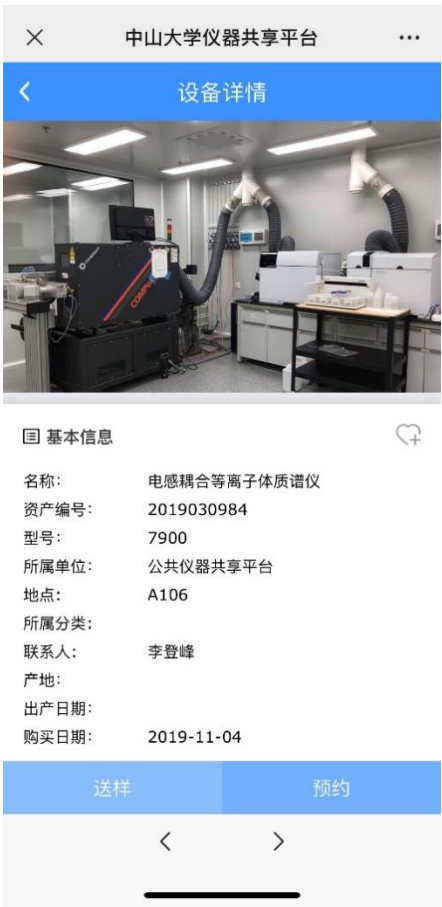 中山大学仪器共享平台
设备详情
基本信息
名称: 电感耦合等离子体质谱仪
资产编号: 2019030984
型号: 7900
所属单位: 公共仪器共享平台
地点: A106
所属分类:
联系人: 李登峰
产地:
出产日期:
购买日期: 2019-11-04
送样 预约